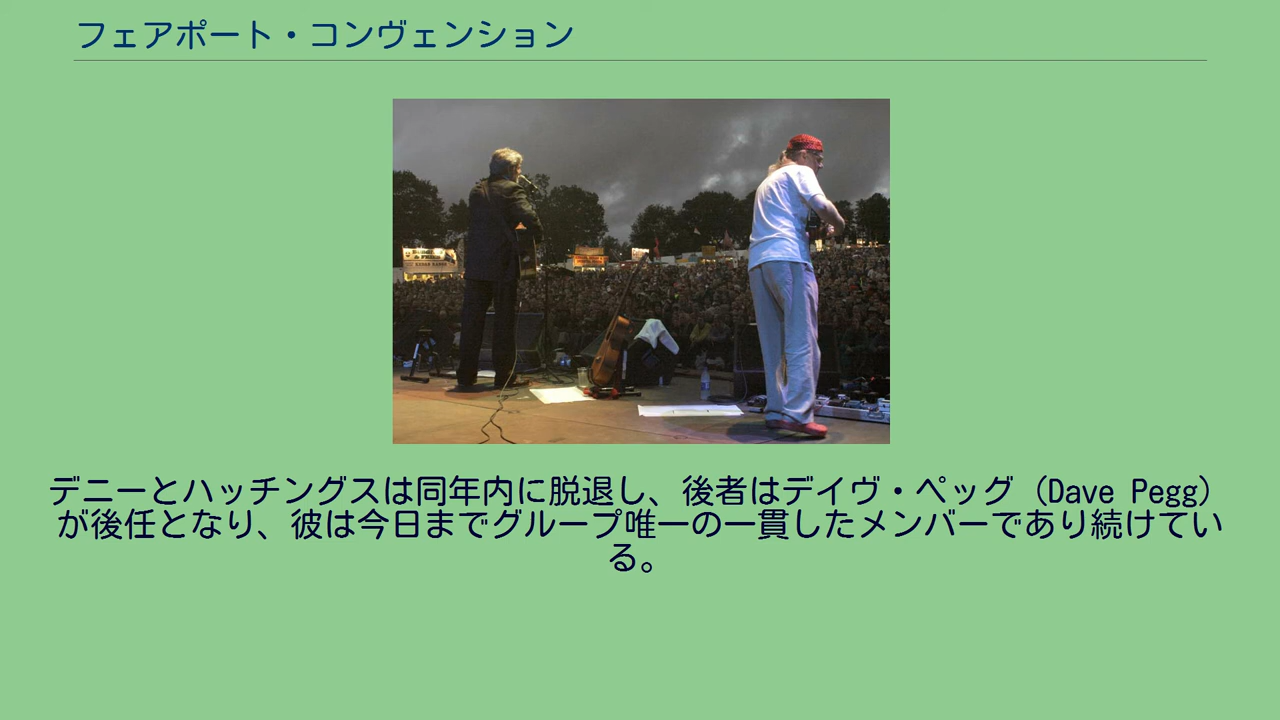 フェアポート・コンヴェンション
デニーとハッチングスは同年内に脱退し、後者はデイヴ・ペッグ（Dave Pegg）
が後任となり、彼は今日までグループ唯一の一貫したメンバーであり続けてい
る。